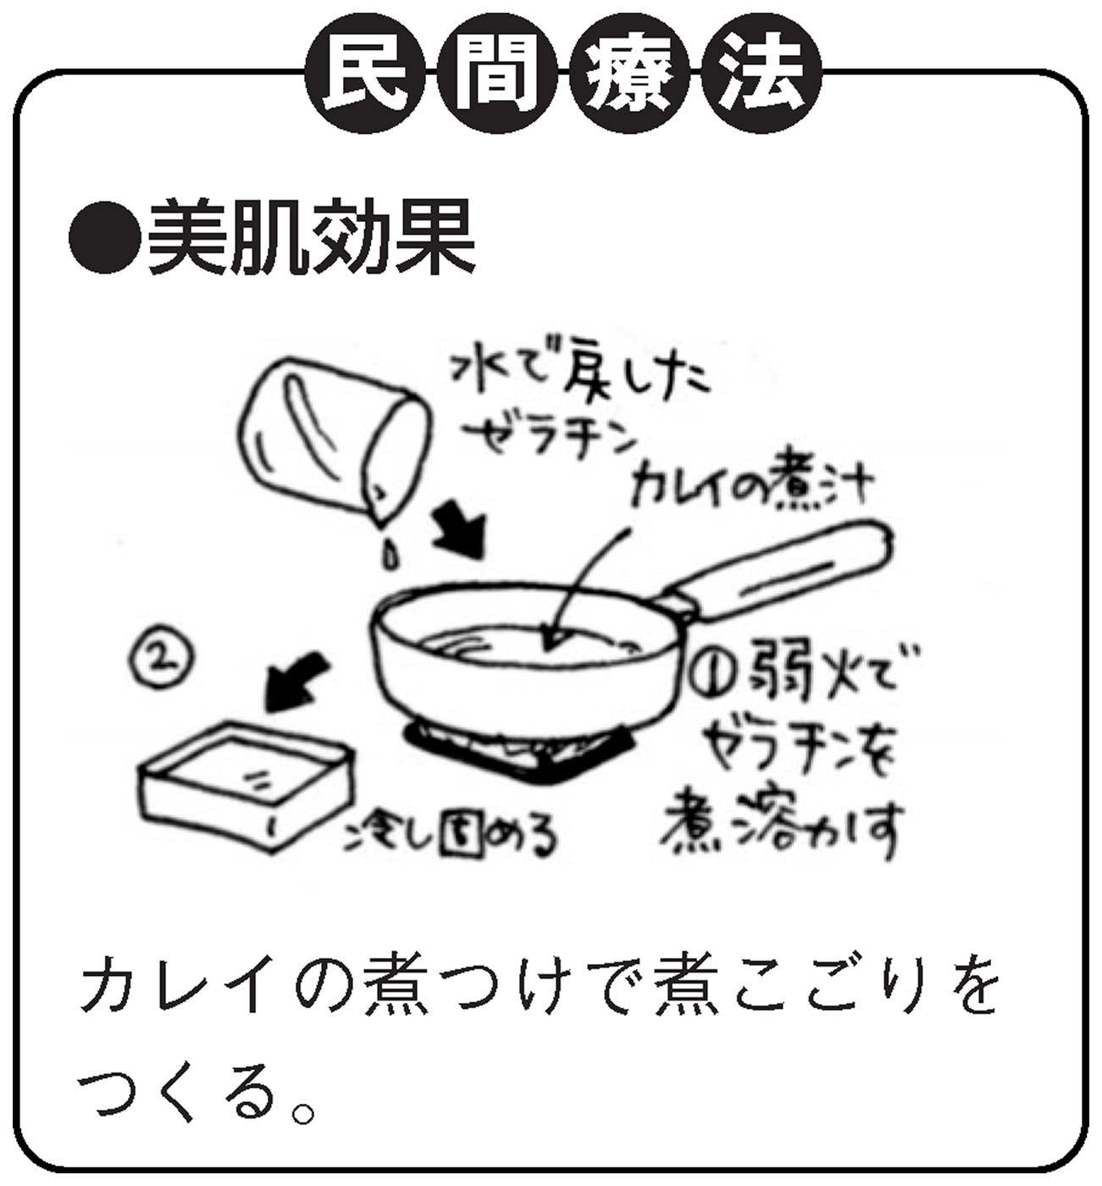 民間療法
●美肌効果
水で戻した
ゼラチン
カレイの煮汁
①弱火で
ゼラチンを
煮溶かす
②
冷し固める
カレイの煮つけで煮こごりを
つくる。